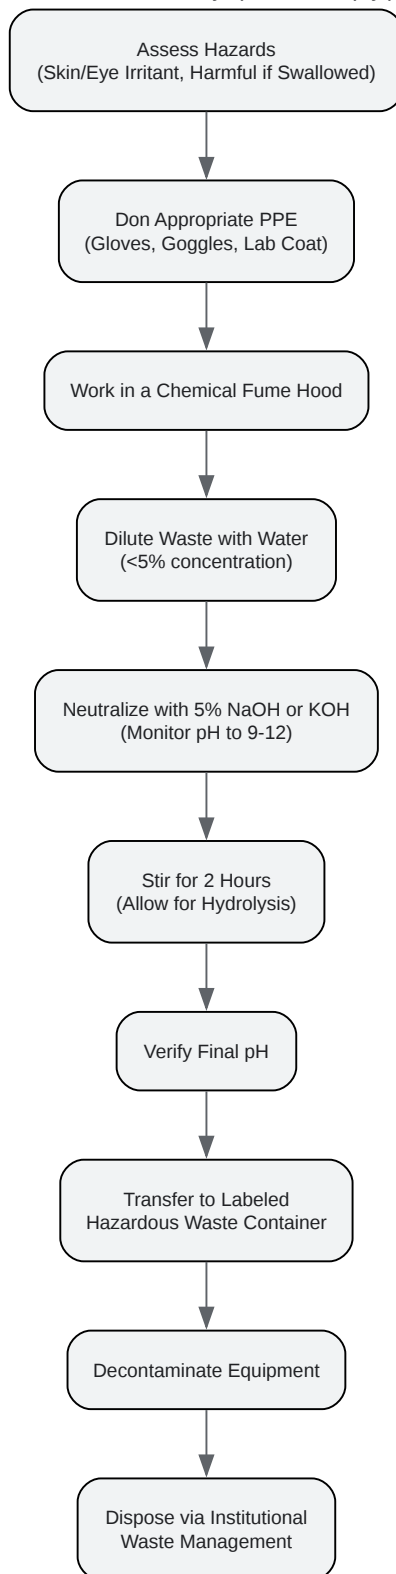 Assess Hazards
(Skin/Eye Irritant, Harmful if Swallowed)
Don Appropriate PPE
(Gloves, Goggles, Lab Coat)
Work in a Chemical Fume Hood
Dilute Waste with Water
(<5% concentration)
Neutralize with 5% NaOH or KOH
(Monitor pH to 9-12)
Stir for 2 Hours
(Allow for Hydrolysis)
Verify Final pH
Transfer to Labeled
Hazardous Waste Container
Decontaminate Equipment
Dispose via Institutional
Waste Management